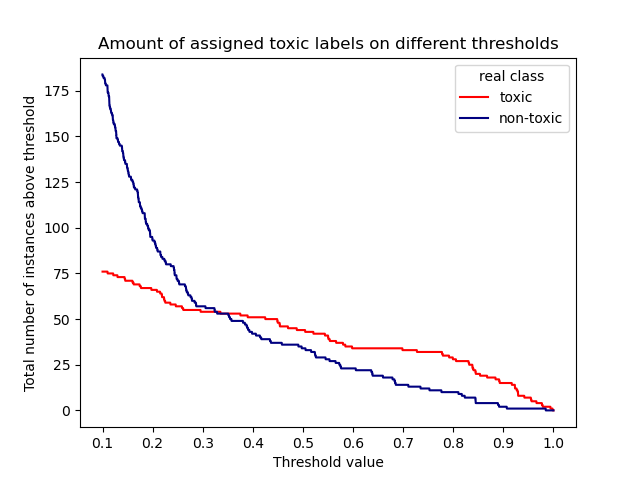 Amount of assigned toxic labels on different thresholds
real class
toxic
non-toxic
Total number of instances above threshold
175
150
125
100
75
50
25
0
0.1 0.2 0.3 0.4 0.5 0.6 0.7 0.8 0.9 1.0
Threshold value